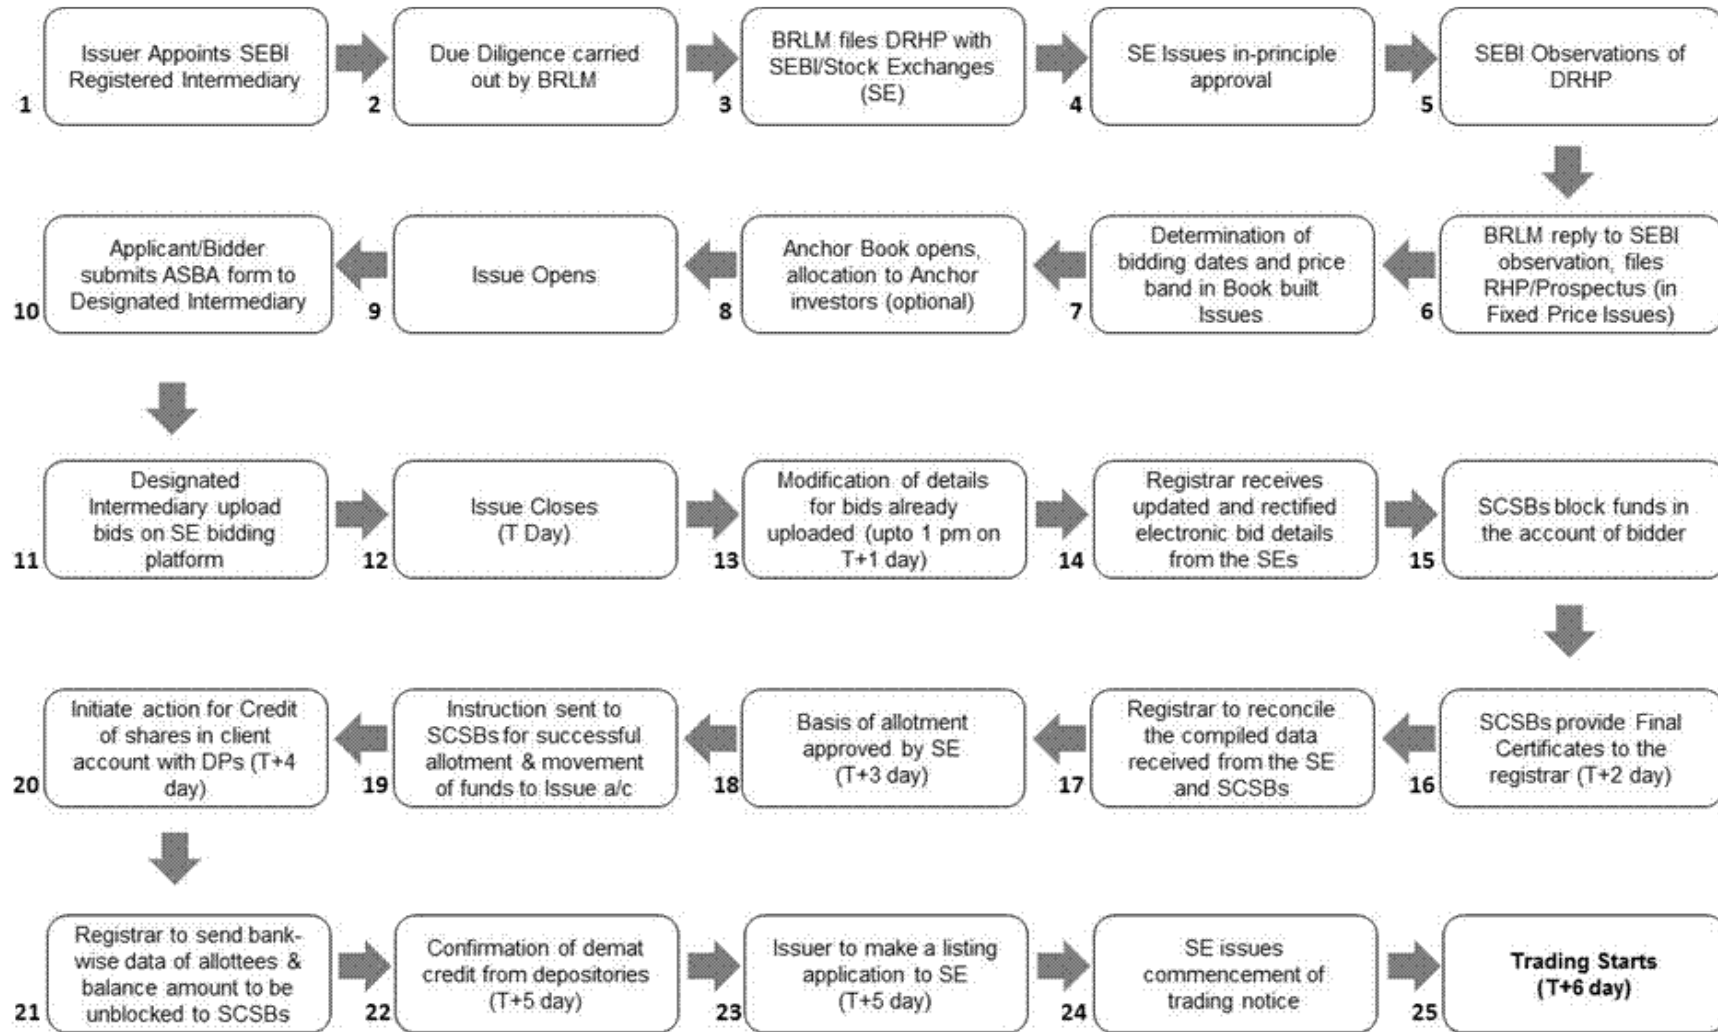 Issuer Appoints SEBI
Registered Intermediary
1
Due Diligence carried
out by BRLM
2
BRLM files DRHP with
SEBI/Stock Exchanges
(SE)
3
SE Issues in-principle
approval
4
SEBI Observations of
DRHP
5
BRLM reply to SEBI
observation, files
RHP/Prospectus (in
Fixed Price Issues)
6
Determination of
bidding dates and price
band in Book built
Issues
7
Anchor Book opens,
allocation to Anchor
investors (optional)
8
Issue Opens
9
Applicant/Bidder
submits ASBA form to
Designated Intermediary
10
Designated
Intermediary upload
bids on SE bidding
platform
11
Issue Closes
(T Day)
12
Modification of details
for bids already
uploaded (upto 1 pm on
T+1 day)
13
Registrar receives
updated and rectified
electronic bid details
from the SEs
14
SCSBs block funds in
the account of bidder
15
SCSBs provide Final
Certificates to the
registrar (T+2 day)
16
Registrar to reconcile
the compiled data
received from the SE
and SCSBs
17
Basis of allotment
approved by SE
(T+3 day)
18
Instruction sent to
SCSBs for successful
allotment & movement
of funds to Issue a/c
19
Initiate action for Credit
of shares in client
account with DPs (T+4
day)
20
Registrar to send bank-
wise data of allottees &
balance amount to be
unblocked to SCSBs
21
Confirmation of demat
credit from depositories
(T+5 day)
22
Issuer to make a listing
application to SE
(T+5 day)
23
SE issues
commencement of
trading notice
24
Trading Starts
(T+6 day)
25